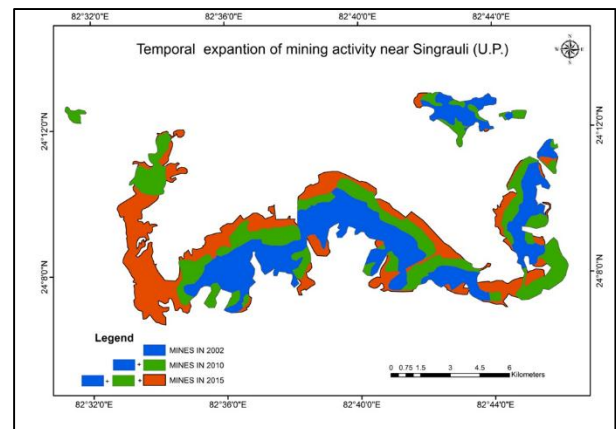 82°32'0"E 82°36'0"E 82°40'0"E 82°44'0"E
Temporal expantion of mining activity near Singrauli (U.P.)
N
24°12'0"N 24°12'0"N
24°8'0"N 24°8'0"N
Legend
MINES IN 2002
+ MINES IN 2010
+ + MINES IN 2015
0 0.75 1.5 3 4.5 6
Kilometers
82°32'0"E 82°36'0"E 82°40'0"E 82°44'0"E